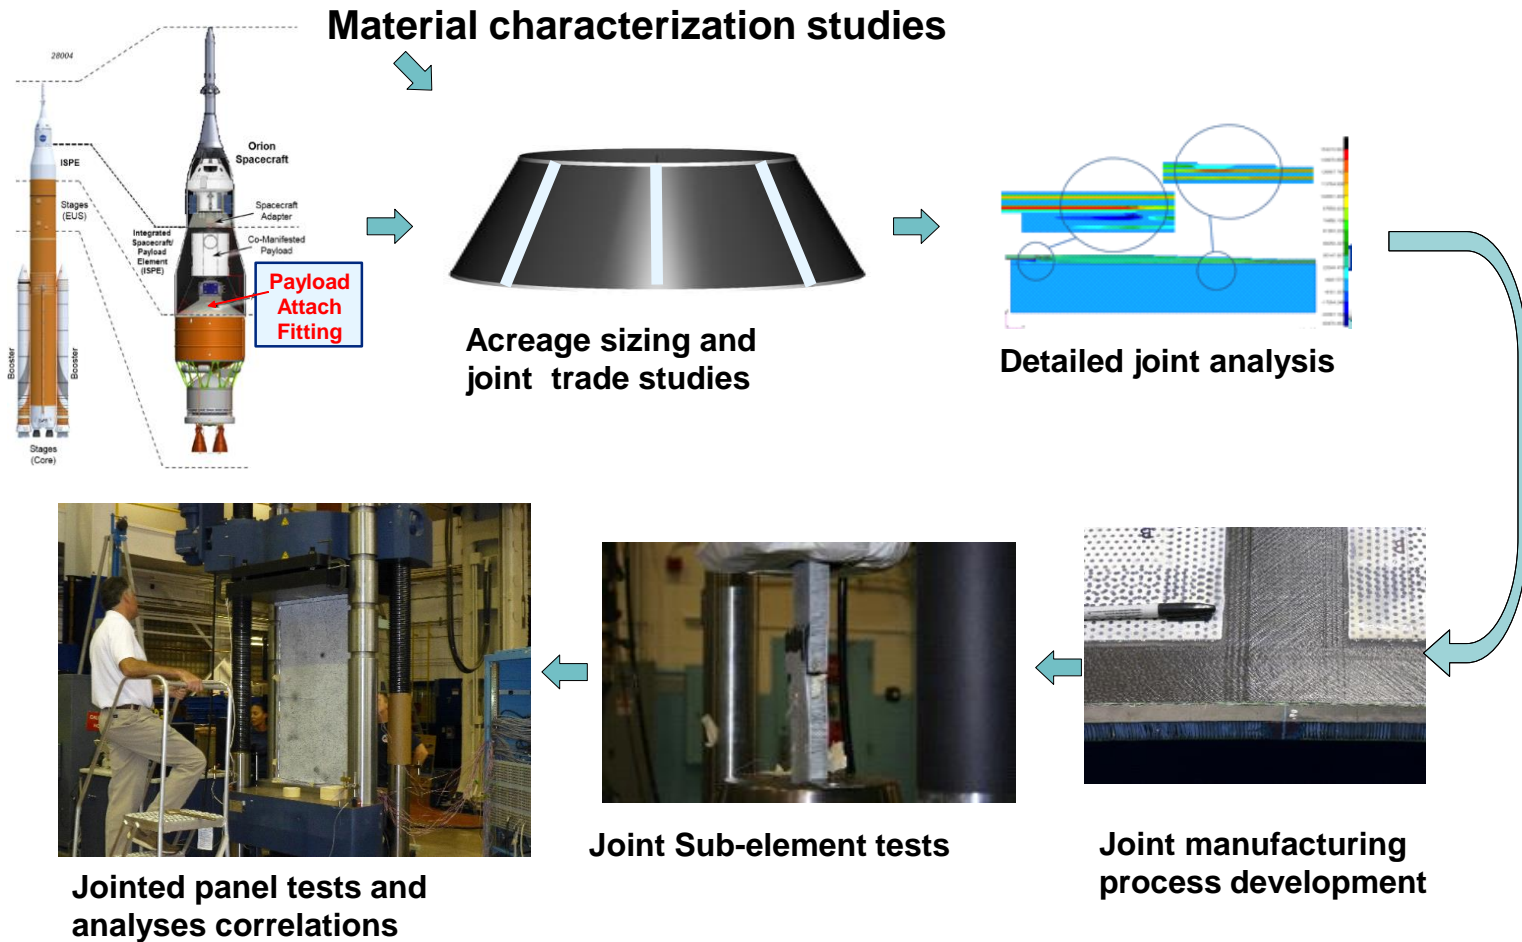 Material characterization studies
28004
ISPE
Stages
(EUS)
Integrated
Spacecraft/
Payload
Element
(ISPE)
Booster
Booster
Stages
(Core)
Orion
Spacecraft
Spacecraft
Adapter
Co-Manifested
Payload
Payload
Attach
Fitting
Acreage sizing and
joint trade studies
Detailed joint analysis
Jointed panel tests and
analyses correlations
Joint Sub-element tests
Joint manufacturing
process development